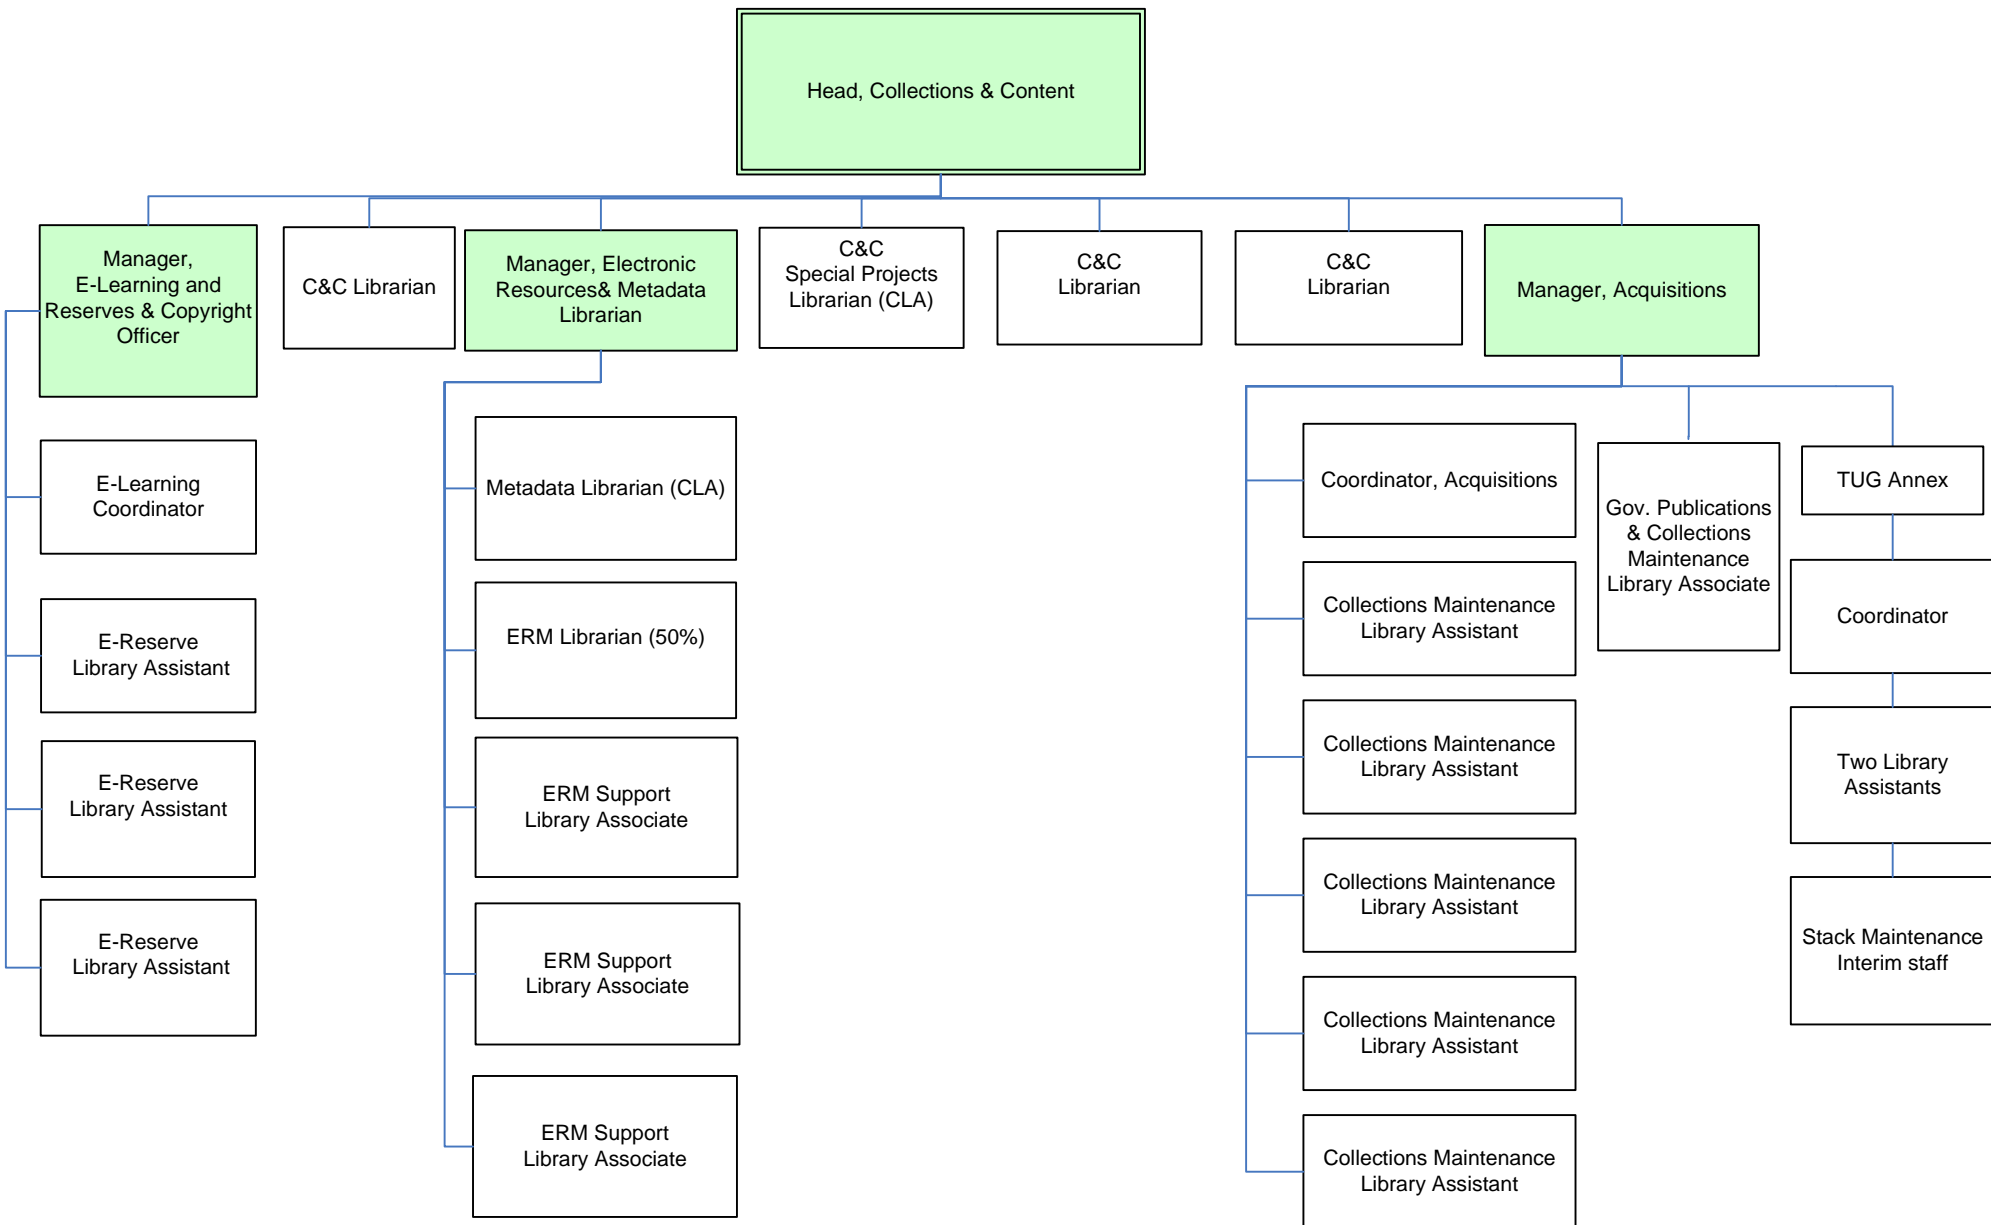 Head, Collections & Content
Manager,
E-Learning and
Reserves & Copyright
Officer
C&C Librarian
Manager, Electronic
Resources& Metadata
Librarian
C&C
Special Projects
Librarian (CLA)
C&C
Librarian
C&C
Librarian
Manager, Acquisitions
E-Learning
Coordinator
E-Reserve
Library Assistant
E-Reserve
Library Assistant
E-Reserve
Library Assistant
Metadata Librarian (CLA)
ERM Librarian (50%)
ERM Support
Library Associate
ERM Support
Library Associate
ERM Support
Library Associate
Coordinator, Acquisitions
Collections Maintenance
Library Assistant
Collections Maintenance
Library Assistant
Collections Maintenance
Library Assistant
Collections Maintenance
Library Assistant
Collections Maintenance
Library Assistant
Gov. Publications
& Collections
Maintenance
Library Associate
TUG Annex
Coordinator
Two Library
Assistants
Stack Maintenance
Interim staff